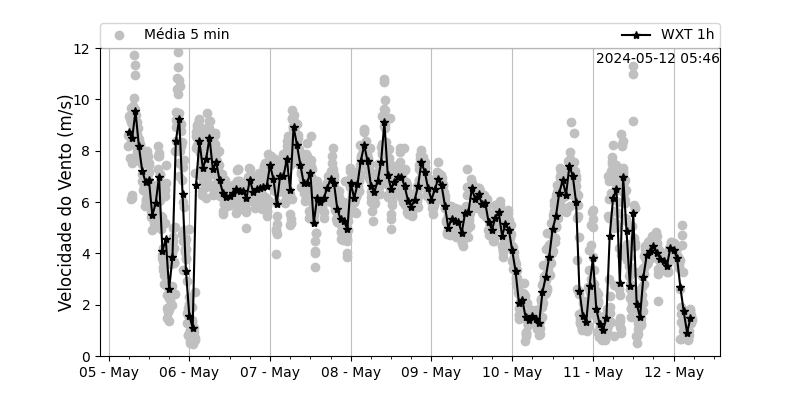 Média 5 min
WXT 1h
2024-05-12 05:46
Velocidade do Vento (m/s)
12
10
8
6
4
2
0
05 - May 06 - May 07 - May 08 - May 09 - May 10 - May 11 - May 12 - May